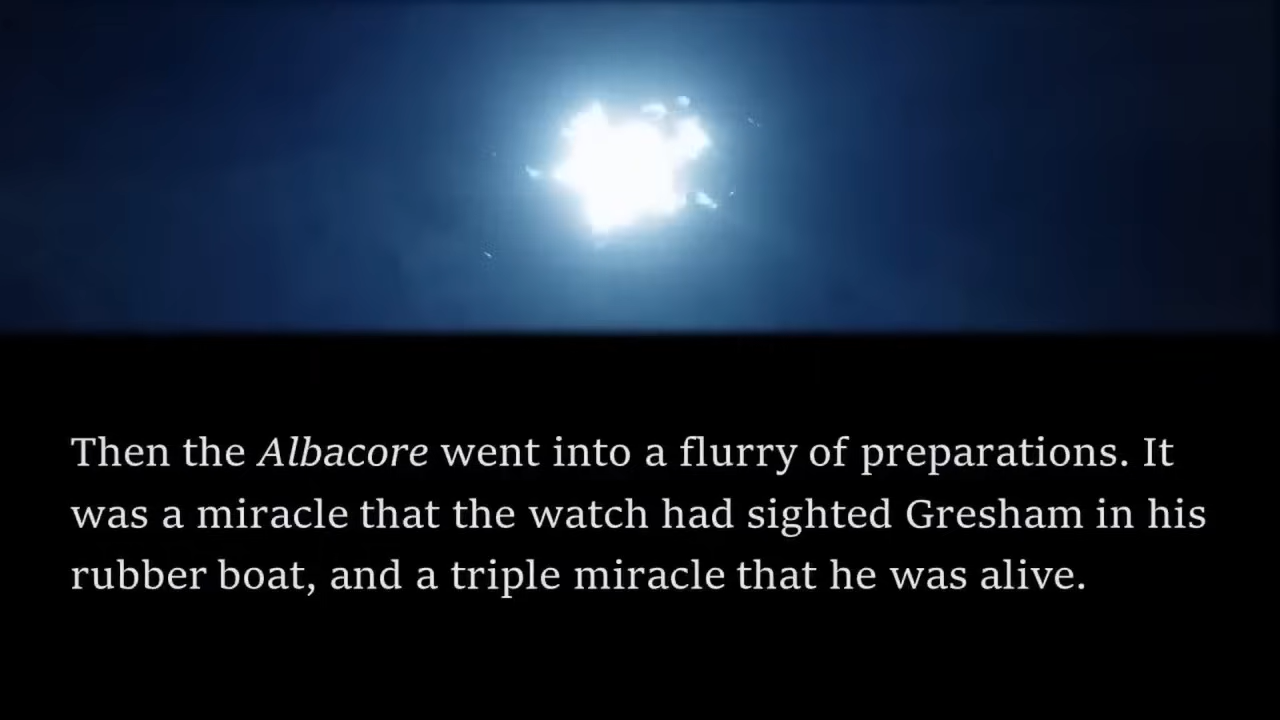 Then the Albacore went into a flurry of preparations. It
was a miracle that the watch had sighted Gresham in his
rubber boat, and a triple miracle that he was alive.